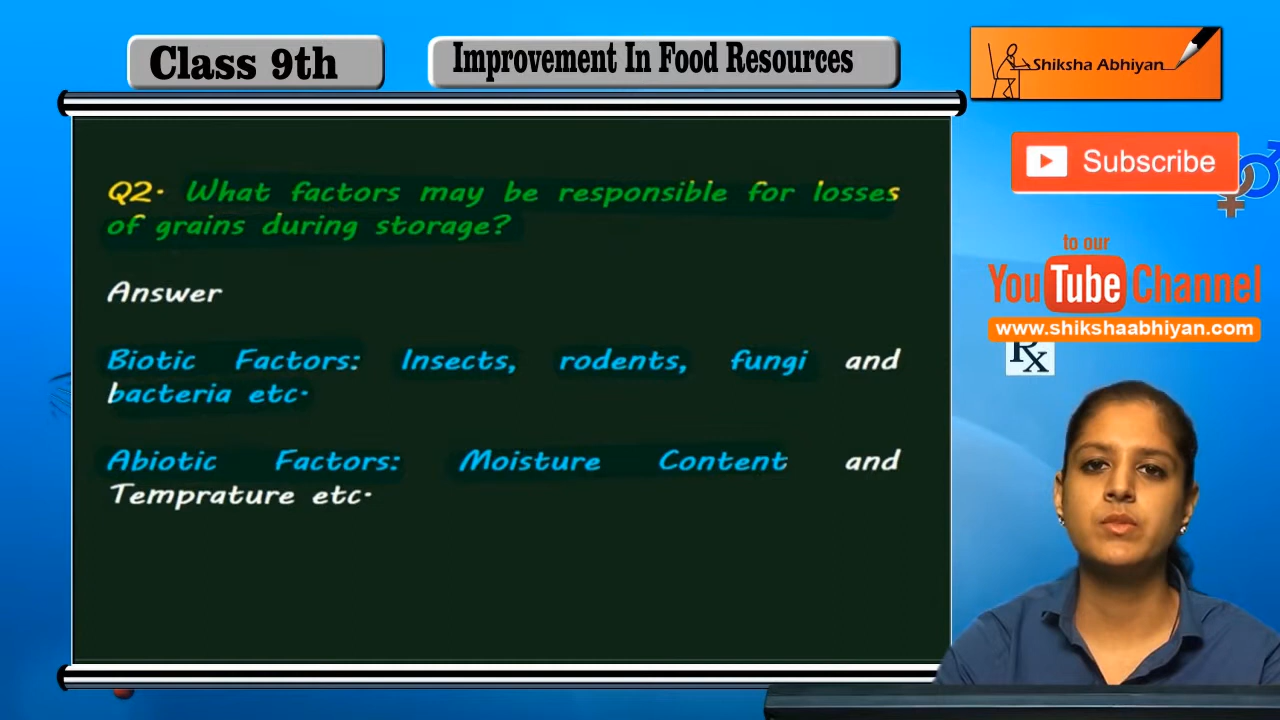 Class 9th
Improvement In Food Resources
Shiksha Abhiyan
Subscribe
to our
YouTube Channel
www.shikshaabhiyan.com
Rx
Q2. What factors may be responsible for losses
of grains during storage?
Answer
Biotic Factors: Insects, rodents, fungi and
bacteria etc.
Abiotic Factors: Moisture Content and
Temprature etc.